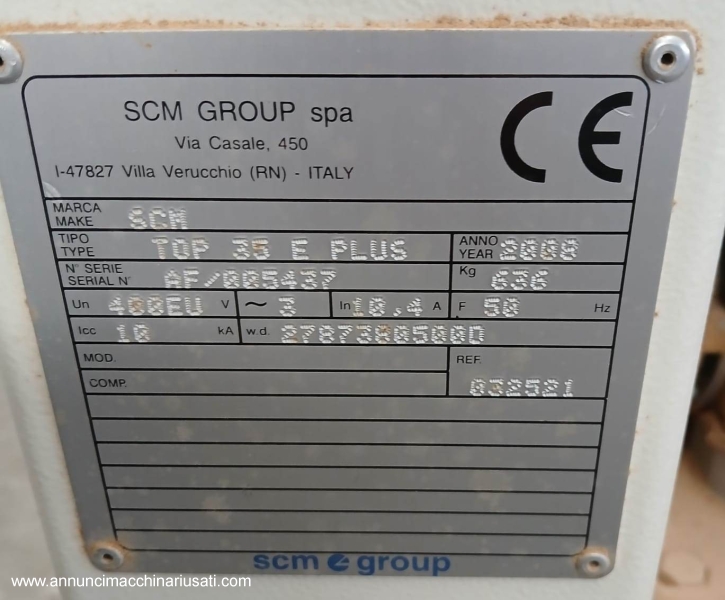 SCM GROUP spa
Via Casale, 450
I-47827 Villa Verucchio (RN) - ITALY
CE
MARCA
MAKE SCM
TIPO
TYPE TOP 35 E PLUS
ANNO
YEAR 2008
N° SERIE
SERIAL N° AF/005437
Kg 636
Un 400EU V ~ 3 In 10.4 A F 50 Hz
Icc 10 kA w.d. 0787380500D
MOD.
REF.
COMP. 032521
scm group
www.annuncimacchinariusati.com